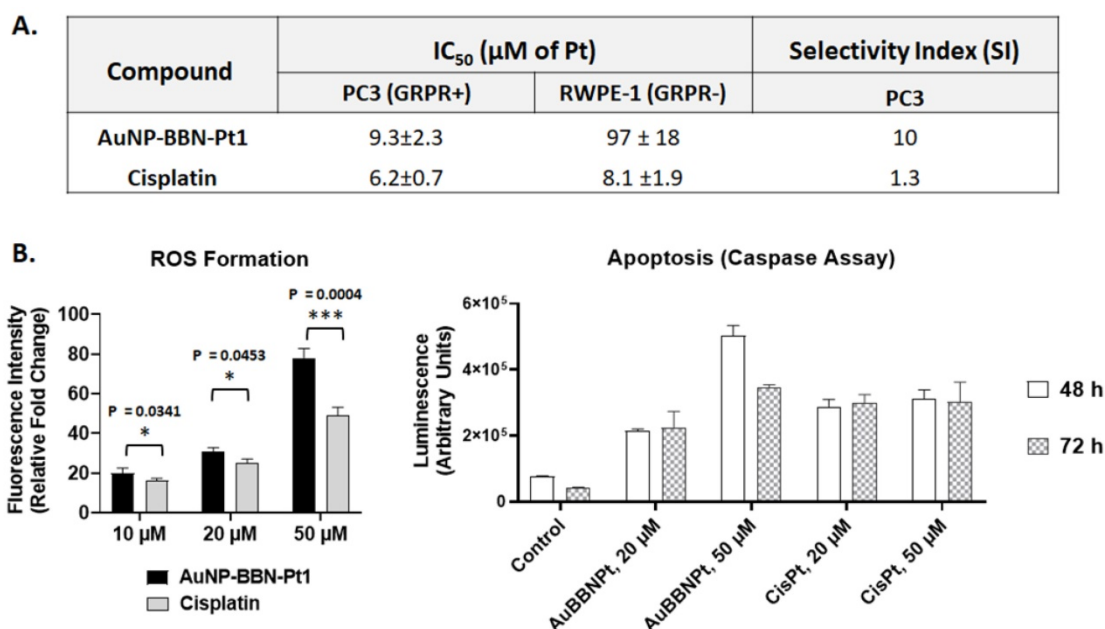 A.
Compound IC50 (µM of Pt) Selectivity Index (SI)
PC3 (GRPR+) RWPE-1 (GRPR-) PC3
AuNP-BBN-Pt1 9.3±2.3 97 ± 18 10
Cisplatin 6.2±0.7 8.1 ±1.9 1.3
B.
ROS Formation
Fluorescence Intensity
(Relative Fold Change)
100
80
60
40
20
0
P = 0.0341
*
P = 0.0453
*
P = 0.0004
***
10 µM 20 µM 50 µM
AuNP-BBN-Pt1
Cisplatin
Apoptosis (Caspase Assay)
Luminescence
(Arbitrary Units)
6×10⁵
4×10⁵
2×10⁵
0
Control
AuBBNPt, 20 µM
AuBBNPt, 50 µM
CisPt, 20 µM
CisPt, 50 µM
48 h
72 h